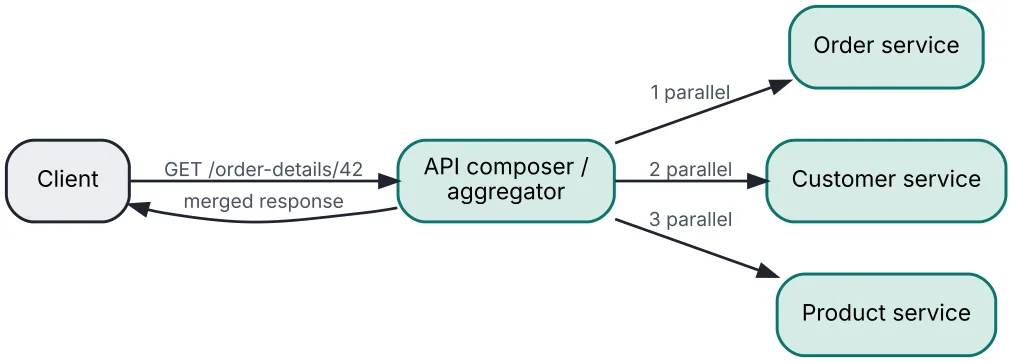 Order service
1 parallel
Client
GET /order-details/42
merged response
API composer /
aggregator
2 parallel
Customer service
3 parallel
Product service